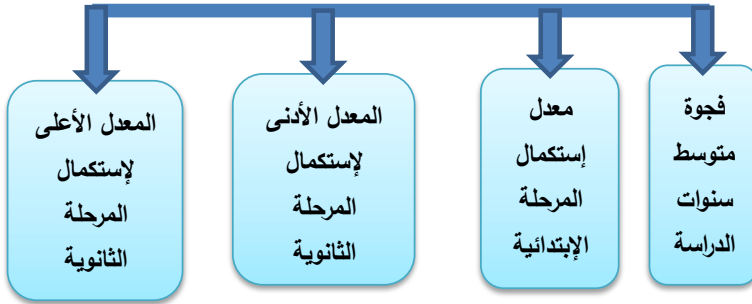 فجوة
متوسط
سنوات
الدراسة
معدل
إستكمال
المرحلة
الإبتدائية
المعدل الأدنى
لإستكمال
المرحلة
الثانوية
المعدل الأعلى
لإستكمال
المرحلة
الثانوية